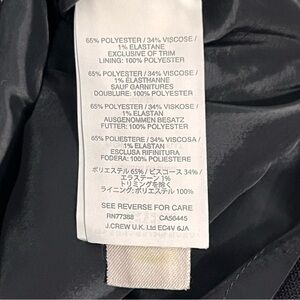 65% POLYESTER / 34% VISCOSE /
1% ELASTANE
EXCLUSIVE OF TRIM
LINING: 100% POLYESTER
65% POLYESTER / 34% VISCOSE /
1% ELASTHANNE
SAUF GARNITURES
DOUBLURE: 100% POLYESTER
65% POLYESTER / 34% VISKOSE /
1% ELASTAN
AUSGENOMMEN BESATZ
FUTTER: 100% POLYESTER
65% POLIESTERE / 34% VISCOSA /
1% ELASTAN
ESCLUSA RIFINITURA
FODERA: 100% POLIESTERE
ポリエステル 65% / ビスコース 34% /
エラステーン 1%
トリミングを除く
ライニング: ポリエステル 100%
SEE REVERSE FOR CARE
RN77388 CA56445
J.CREW U.K. Ltd EC4V 6JA